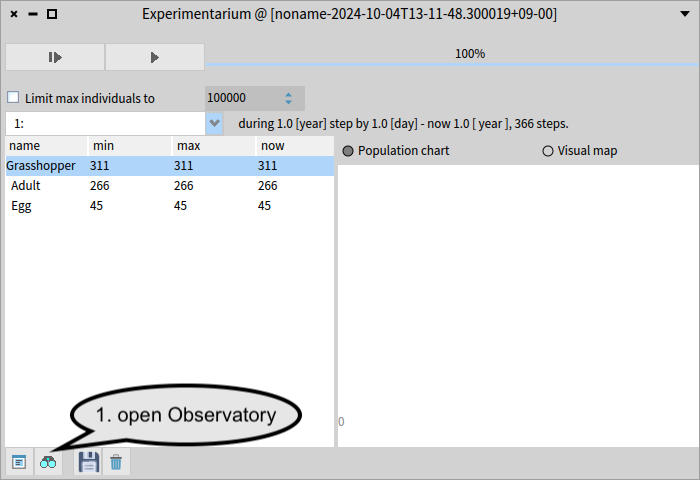 Experimentarium @ [noname-2024-10-04T13-11-48.300019+09-00]
100%
Limit max individuals to 100000
1: during 1.0 [year] step by 1.0 [day] - now 1.0 [ year ], 366 steps.
name min max now
Population chart Visual map
Grasshopper 311 311 311
Adult 266 266 266
Egg 45 45 45
1. open Observatory
0